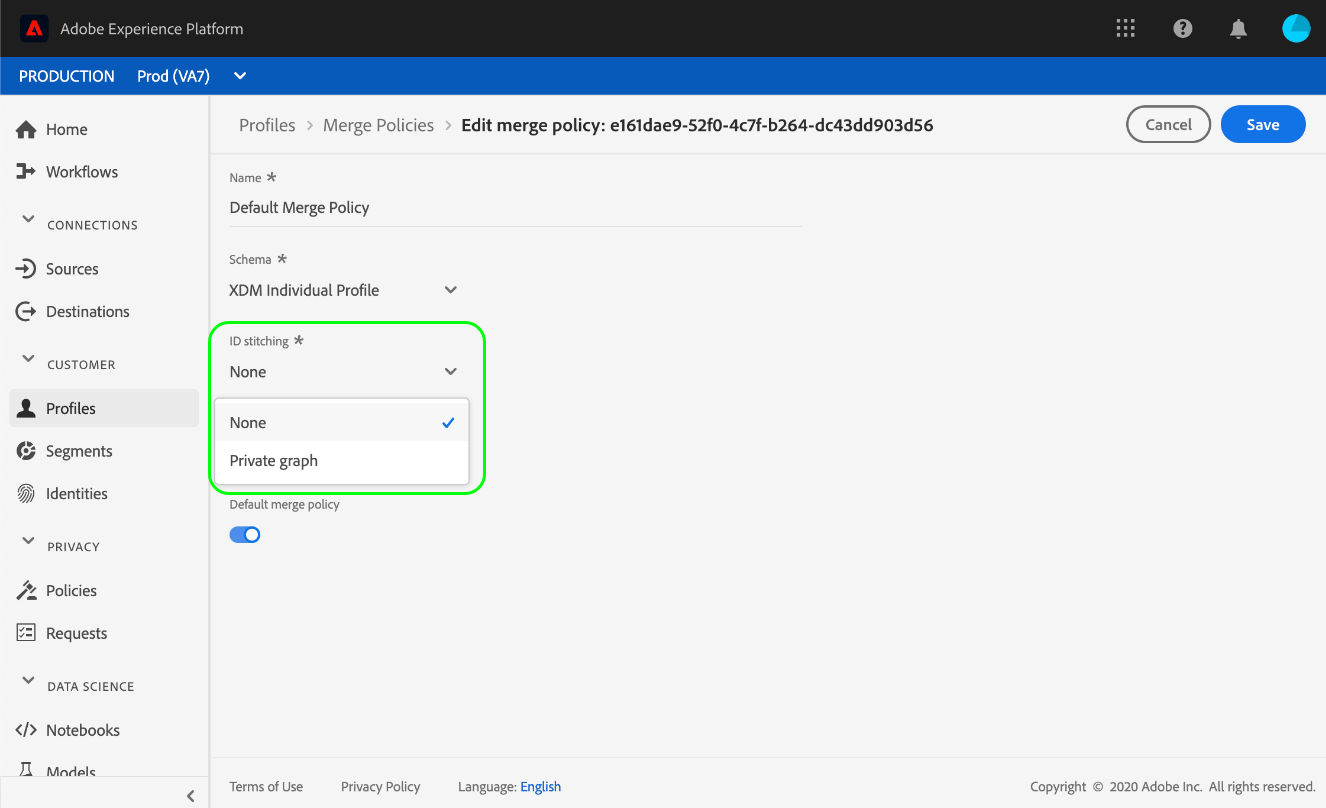 Adobe Experience Platform
PRODUCTION Prod (VA7)
Home
Workflows
CONNECTIONS
Sources
Destinations
CUSTOMER
Profiles
Segments
Identities
PRIVACY
Policies
Requests
DATA SCIENCE
Notebooks
Models
Profiles > Merge Policies > Edit merge policy: e161dae9-52f0-4c7f-b264-dc43dd903d56
Cancel Save
Name *
Default Merge Policy
Schema *
XDM Individual Profile
ID stitching *
None
None
Private graph
Default merge policy
Terms of Use Privacy Policy Language: English Copyright © 2020 Adobe Inc. All rights reserved.